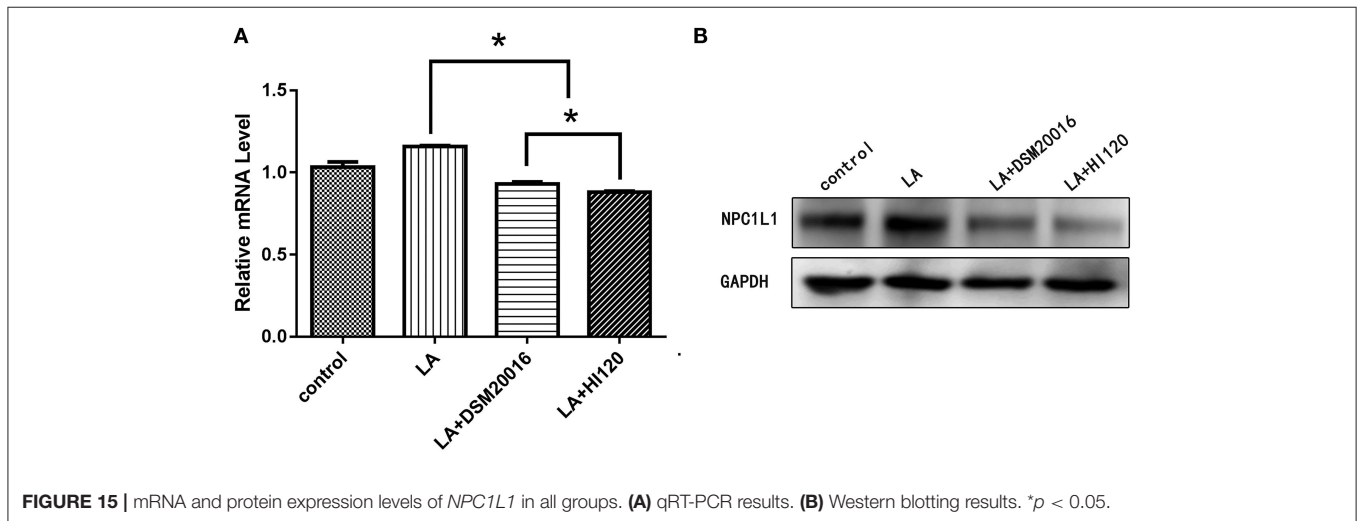 A
*
*
Relative mRNA Level
1.5
1.0
0.5
0.0
control
LA
LA+DSM20016
LA+HI120
B
control LA LA+DSM20016 LA+HI120
NPC1L1
GAPDH
FIGURE 15 | mRNA and protein expression levels of NPC1L1 in all groups. (A) qRT-PCR results. (B) Western blotting results. *p < 0.05.